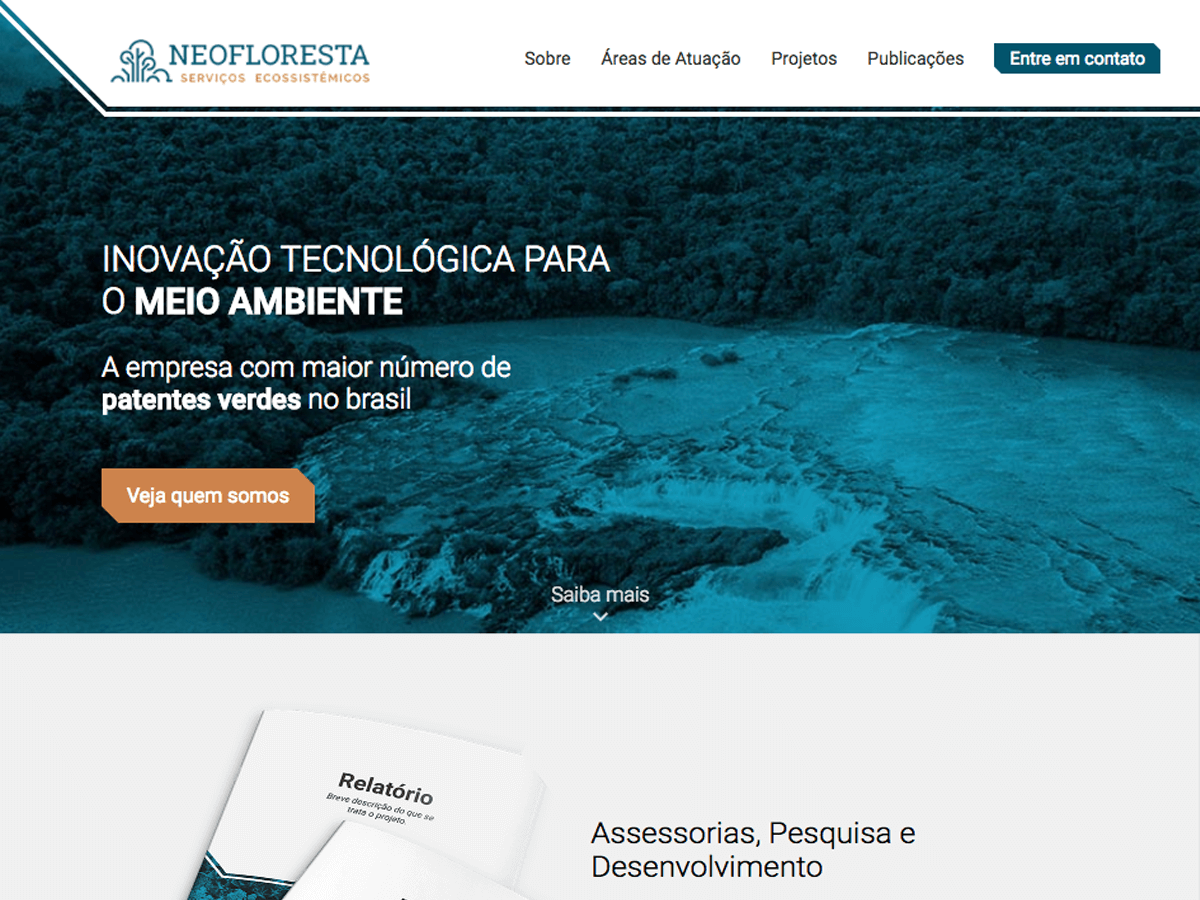 NEOFLORESTA
SERVIÇOS ECOSSISTÊMICOS
Sobre
Áreas de Atuação
Projetos
Publicações
Entre em contato
INOVAÇÃO TECNOLÓGICA PARA
O MEIO AMBIENTE
A empresa com maior número de
patentes verdes no brasil
Veja quem somos
Saiba mais
Relatório
Breve descrição do que se
trata o projeto.
Assessorias, Pesquisa e
Desenvolvimento